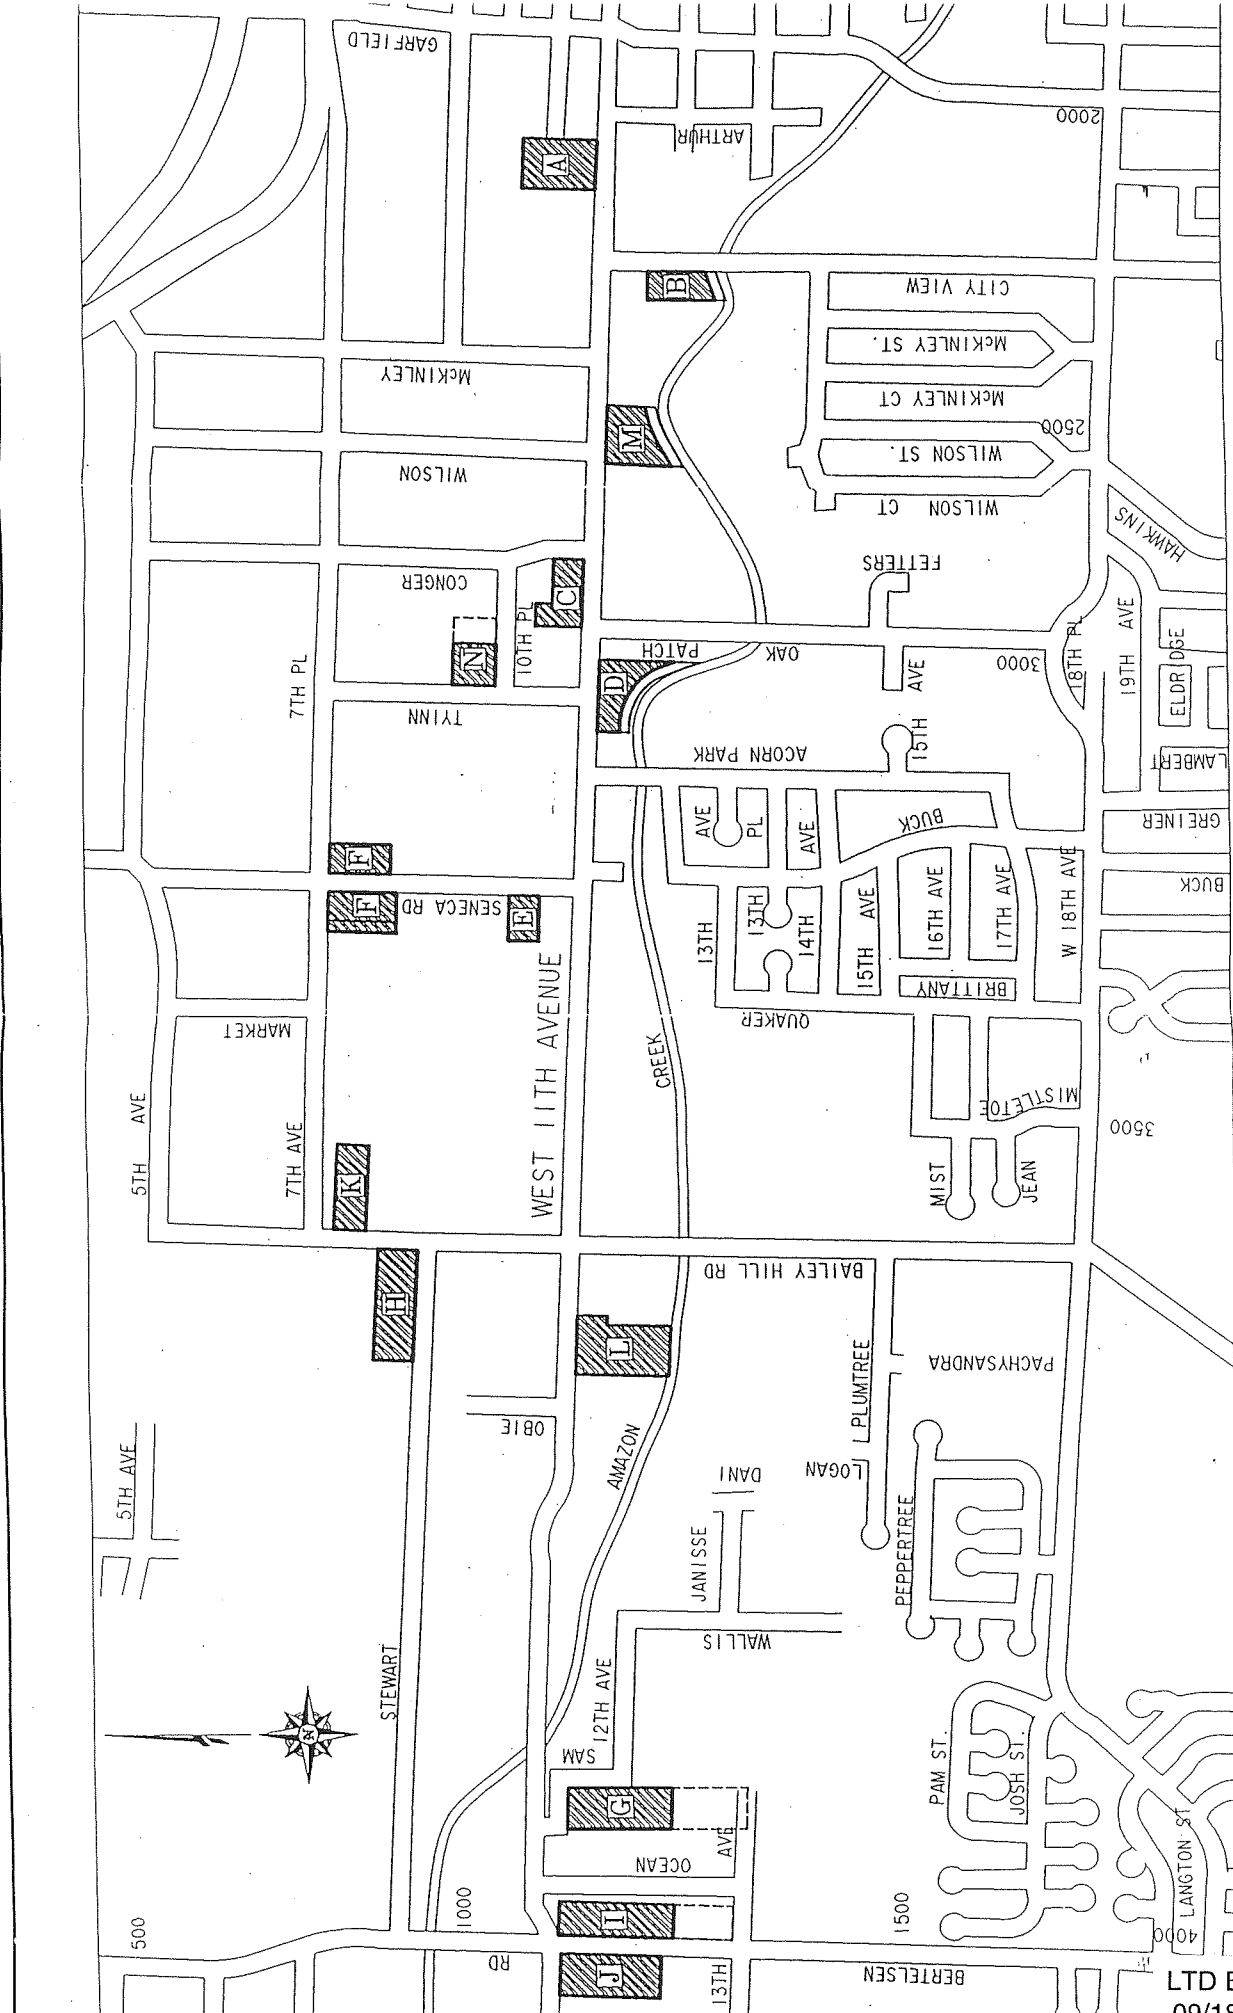 GARFIELD
A
ARTHUR
2000
B
CITY VIEW
McKINLEY
McKINLEY ST.
McKINLEY CT
2500
M
WILSON
WILSON ST.
WILSON CT
HAWKINS
FETTERS
CONGER
C
10TH PL
N
7TH PL
TYINN
D
OAK
PATCH
3000
18TH PL
19TH AVE
ELDRIDGE
LAMBERT
15TH AVE
ACORN PARK
GREINER
BUCK
AVE
PL
AVE
BUCK
F
F
SENECA RD
E
13TH
13TH
14TH
15TH AVE
16TH AVE
17TH AVE
W 18TH AVE
BRITTANY
QUAKER
MARKET
WEST 11TH AVENUE
CREEK
MISTLETOE
3500
5TH AVE
7TH AVE
K
MIST
JEAN
BAILEY HILL RD
H
L
PLUMTREE
PACHYSANDRA
OBIE
5TH AVE
AMAZON
DANI
LOGAN
PEPPERTREE
JANISSE
WALLIS
STEWART
N
12TH AVE
SAM
PAM ST.
JOSH ST.
G
OCEAN
AVE
LANGTON ST
500
1000
1500
4000
I
J
RD
13TH
BERTELSEN
LTD